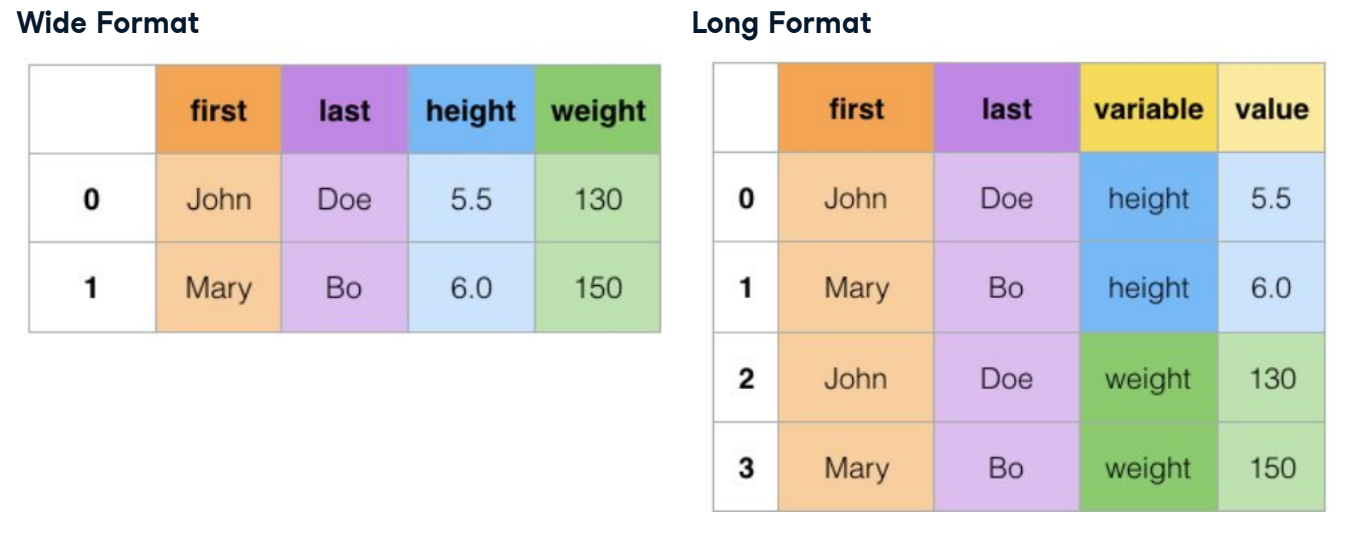 Wide Format
first last height weight
0 John Doe 5.5 130
1 Mary Bo 6.0 150
Long Format
first last variable value
0 John Doe height 5.5
1 Mary Bo height 6.0
2 John Doe weight 130
3 Mary Bo weight 150